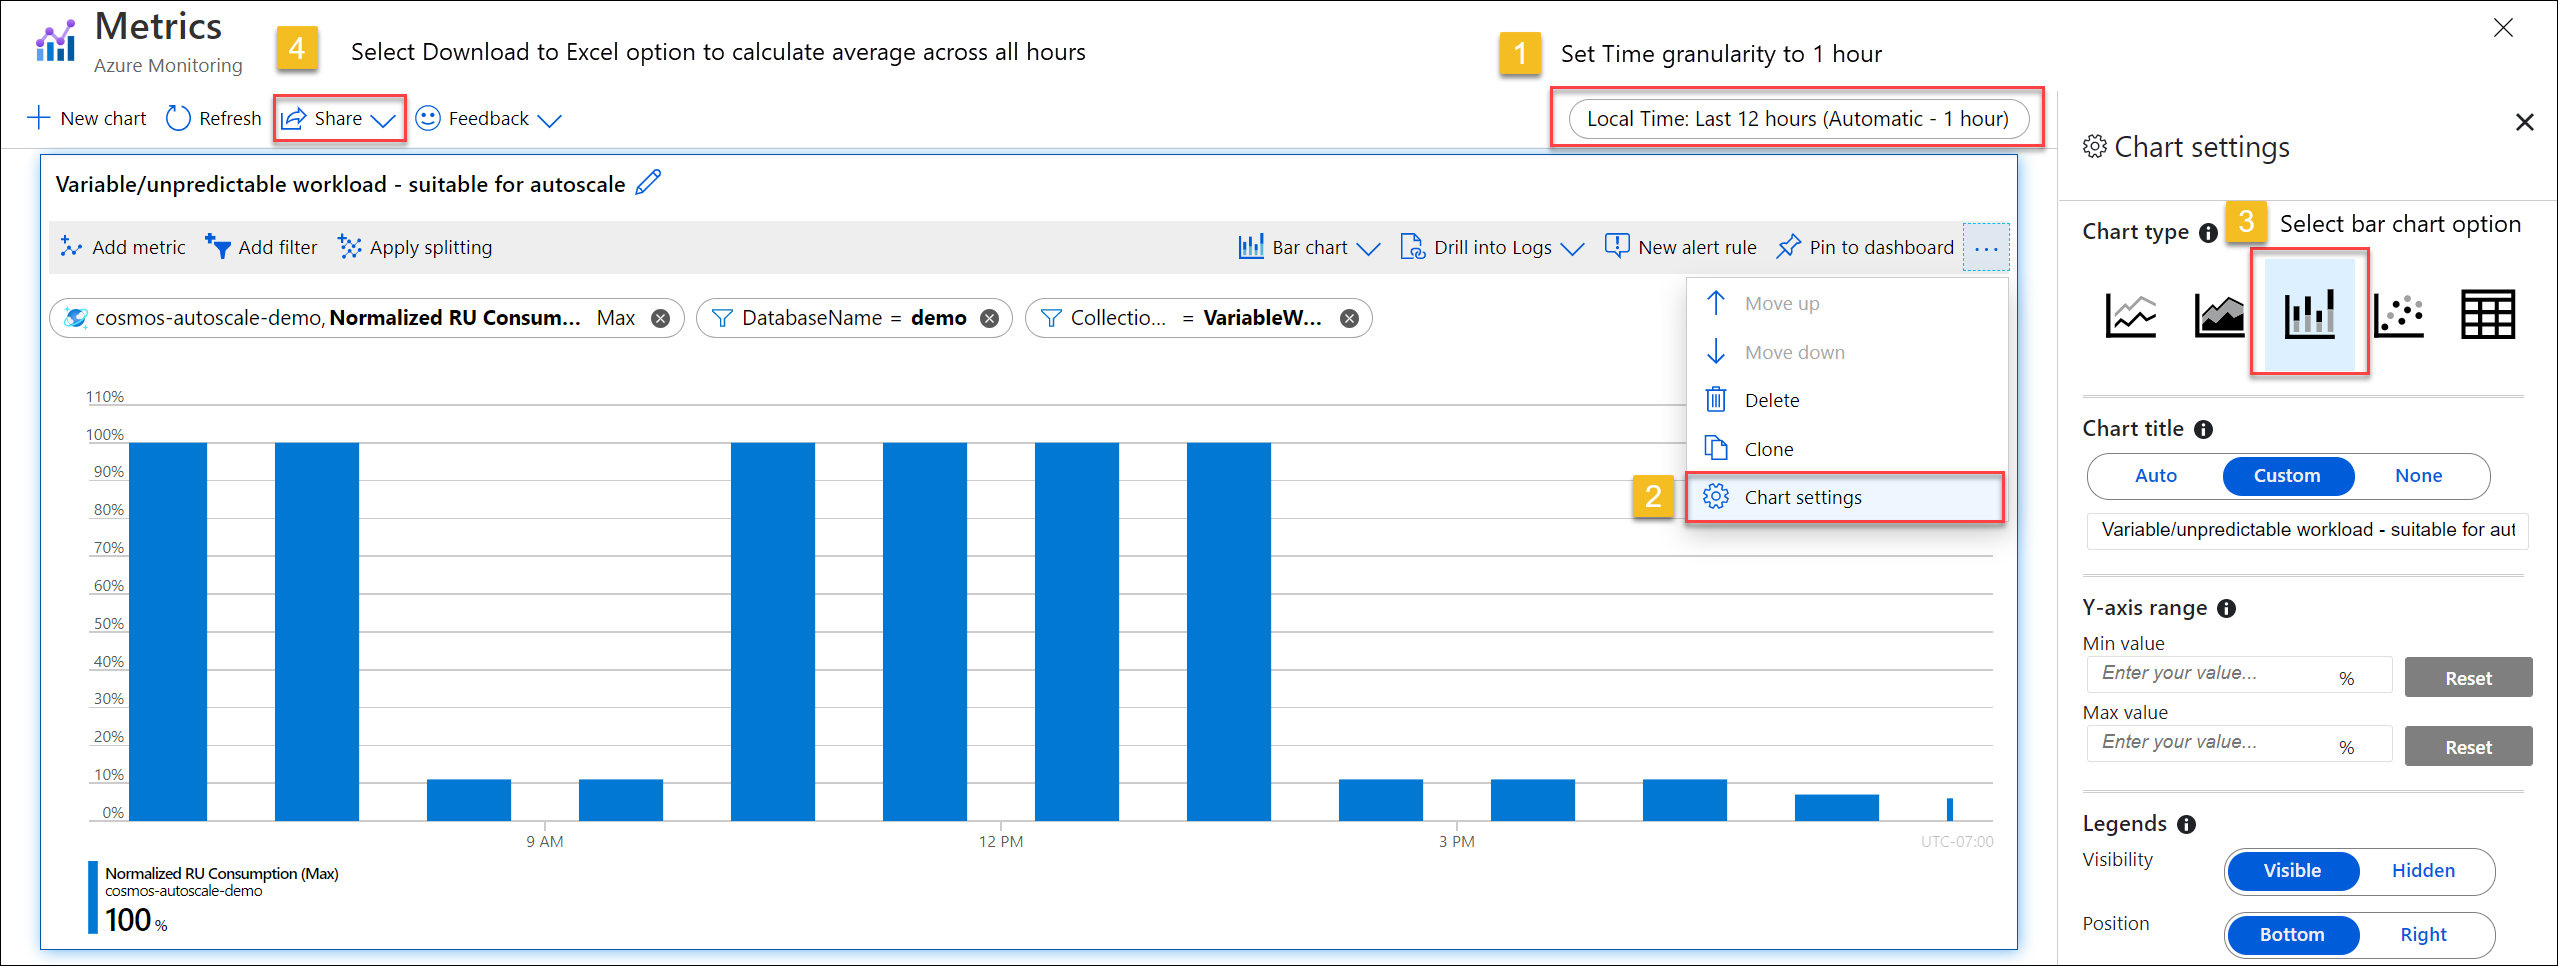 Metrics
Azure Monitoring
4 Select Download to Excel option to calculate average across all hours
1 Set Time granularity to 1 hour
New chart Refresh Share Feedback
Local Time: Last 12 hours (Automatic - 1 hour)
Variable/unpredictable workload - suitable for autoscale
Add metric Add filter Apply splitting Bar chart Drill into Logs New alert rule Pin to dashboard ...
cosmos-autoscale-demo, Normalized RU Consum... Max DatabaseName = demo Collectio... = VariableW...
Move up
Move down
Delete
Clone
2 Chart settings
110%
100%
90%
80%
70%
60%
50%
40%
30%
20%
10%
0%
9 AM 12 PM 3 PM UTC-07:00
Normalized RU Consumption (Max)
cosmos-autoscale-demo
100 %
Chart settings
Chart type 3 Select bar chart option
Chart title
Auto Custom None
Variable/unpredictable workload - suitable for aut
Y-axis range
Min value
Enter your value... % Reset
Max value
Enter your value... % Reset
Legends
Visibility Visible Hidden
Position Bottom Right